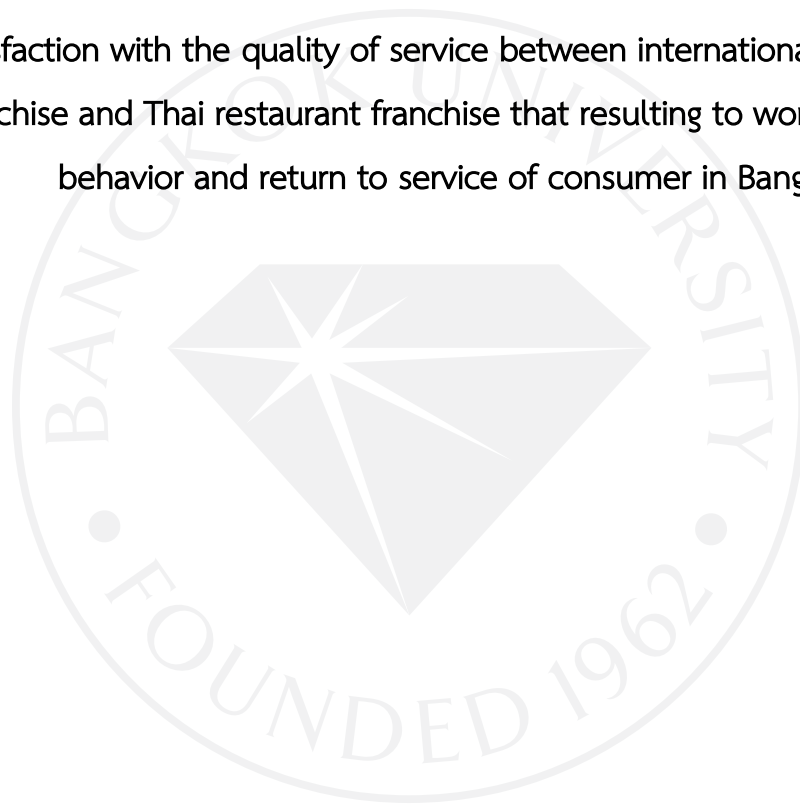 sfaction with the quality of service between internationa
chise and Thai restaurant franchise that resulting to wor
behavior and return to service of consumer in Bang
BANGKOK UNIVERSITY
FOUNDED 1962